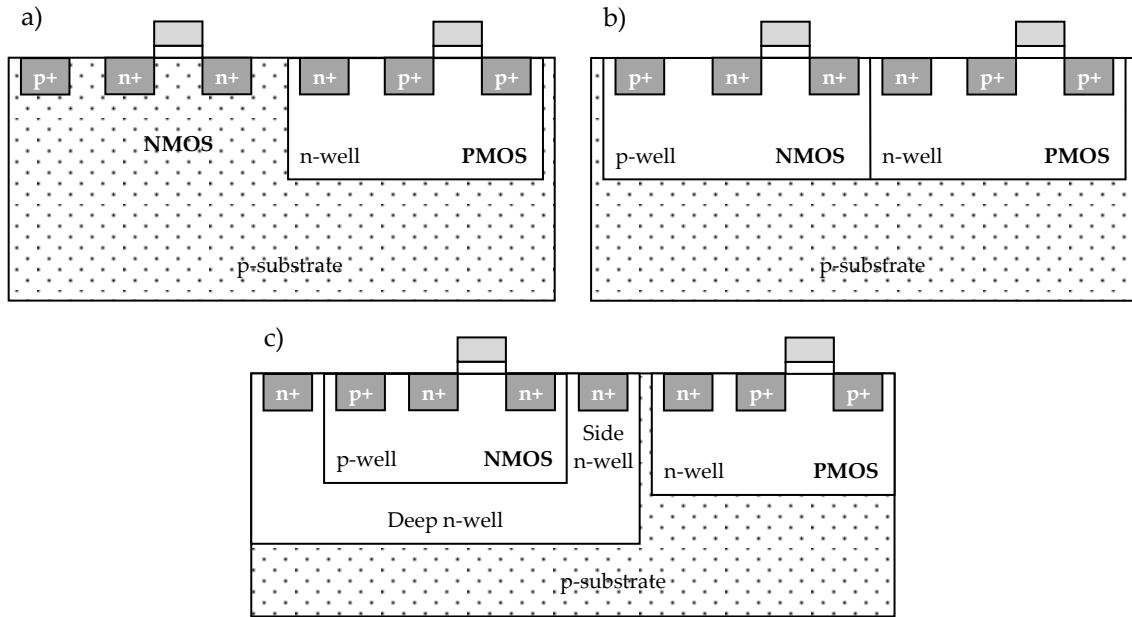 a)
p+ n+ n+ n+ p+ p+
NMOS
n-well PMOS
p-substrate
b)
p+ n+ n+ n+ p+ p+
p-well NMOS n-well PMOS
p-substrate
c)
n+ p+ n+ n+ n+ n+ p+ p+
Side
p-well NMOS n-well n-well PMOS
Deep n-well
p-substrate